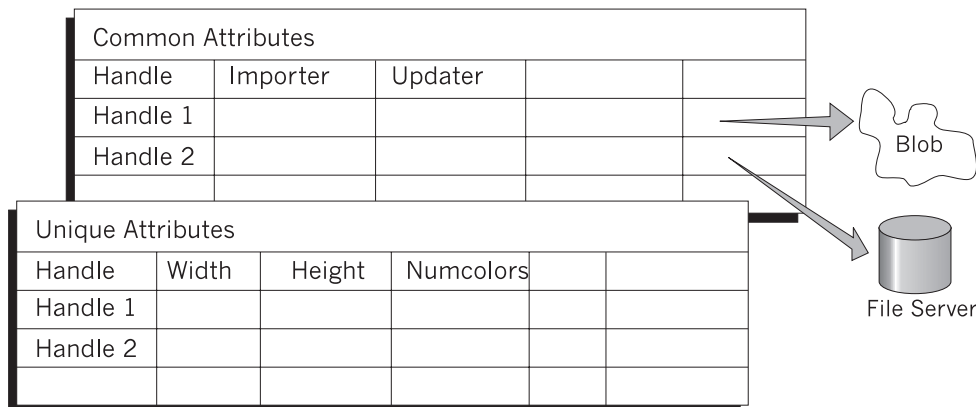 Common Attributes
Handle Importer Updater
Handle 1
Handle 2
Blob
File Server
Unique Attributes
Handle Width Height Numcolors
Handle 1
Handle 2